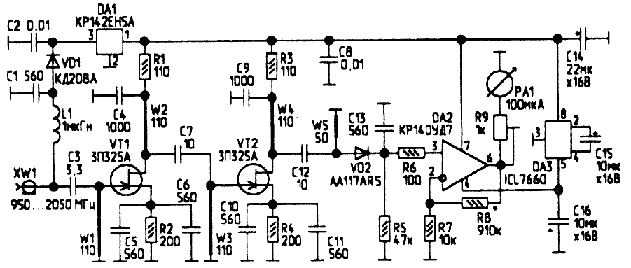 C2 0,01
DA1
КР142ЕН5А
3
1
2
VD1
КД208А
C1 560
L1
1мкГн
XW1
950...2050 МГц
C3
3,3
W1
110
C4
1000
R1
110
W2
110
VT1
3П325А
C5
560
R2
200
C6
560
C7
10
C9
1000
R3
110
W4
110
VT2
3П325А
W3
110
C10
560
R4
200
C11
560
C12
10
C8
0,01
W5
50
VD2
АА117АR5
C13
560
R6
100
R5
47к
DA2
КР140УД7
3
7
2
6
4
R7
10к
R8
910к
PA1
100мкА
R9
1к
DA3
ICL7660
8
3
2
4
5
C14
22мк
х16В
C15
10мк
х16В
C16
10мк
х16В